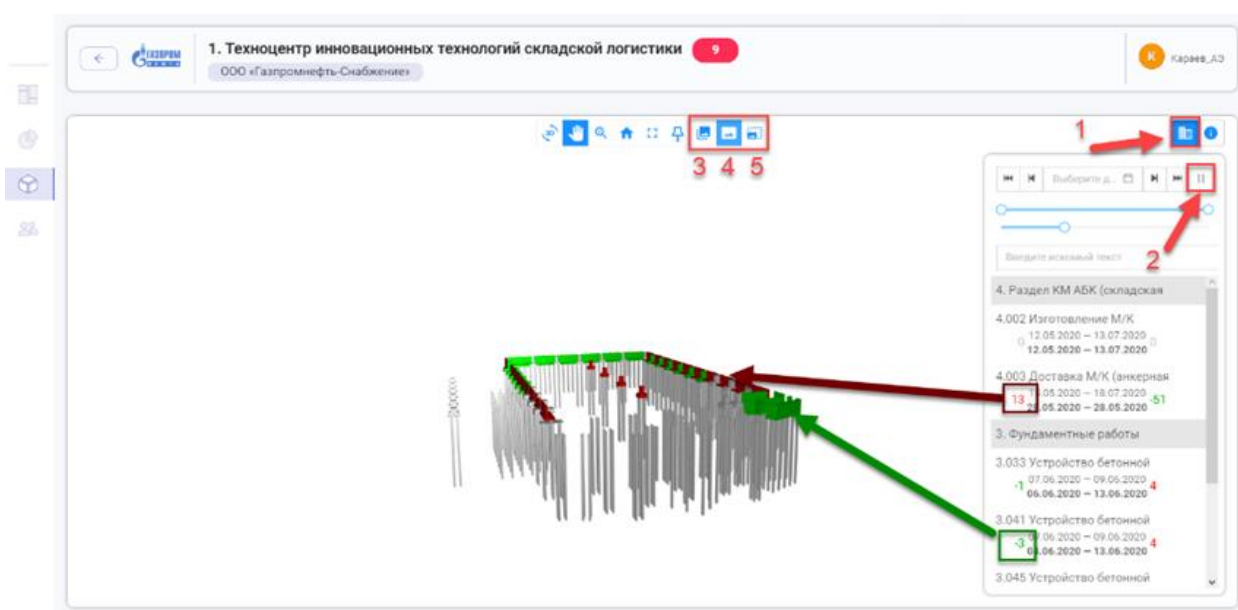 1. Техноцентр инновационных технологий складской логистики 9
ООО «Газпромнефть-Снабжение»
ГАЗПРОМ
НЕФТЬ
К Караев_АЭ
3D
3 4 5
1
Выберите д...
2
Введите искомый текст
4. Раздел КМ АБК (складская
4.002 Изготовление М/К
0 12.05.2020 – 13.07.2020 0
12.05.2020 – 13.07.2020
4.003 Доставка М/К (анкерная
13 .05.2020 – 18.07.2020 -51
.05.2020 – 28.05.2020
3. Фундаментные работы
3.033 Устройство бетонной
-1 07.06.2020 – 09.06.2020 4
06.06.2020 – 13.06.2020
3.041 Устройство бетонной
-3 .06.2020 – 09.06.2020 4
.06.2020 – 13.06.2020
3.045 Устройство бетонной